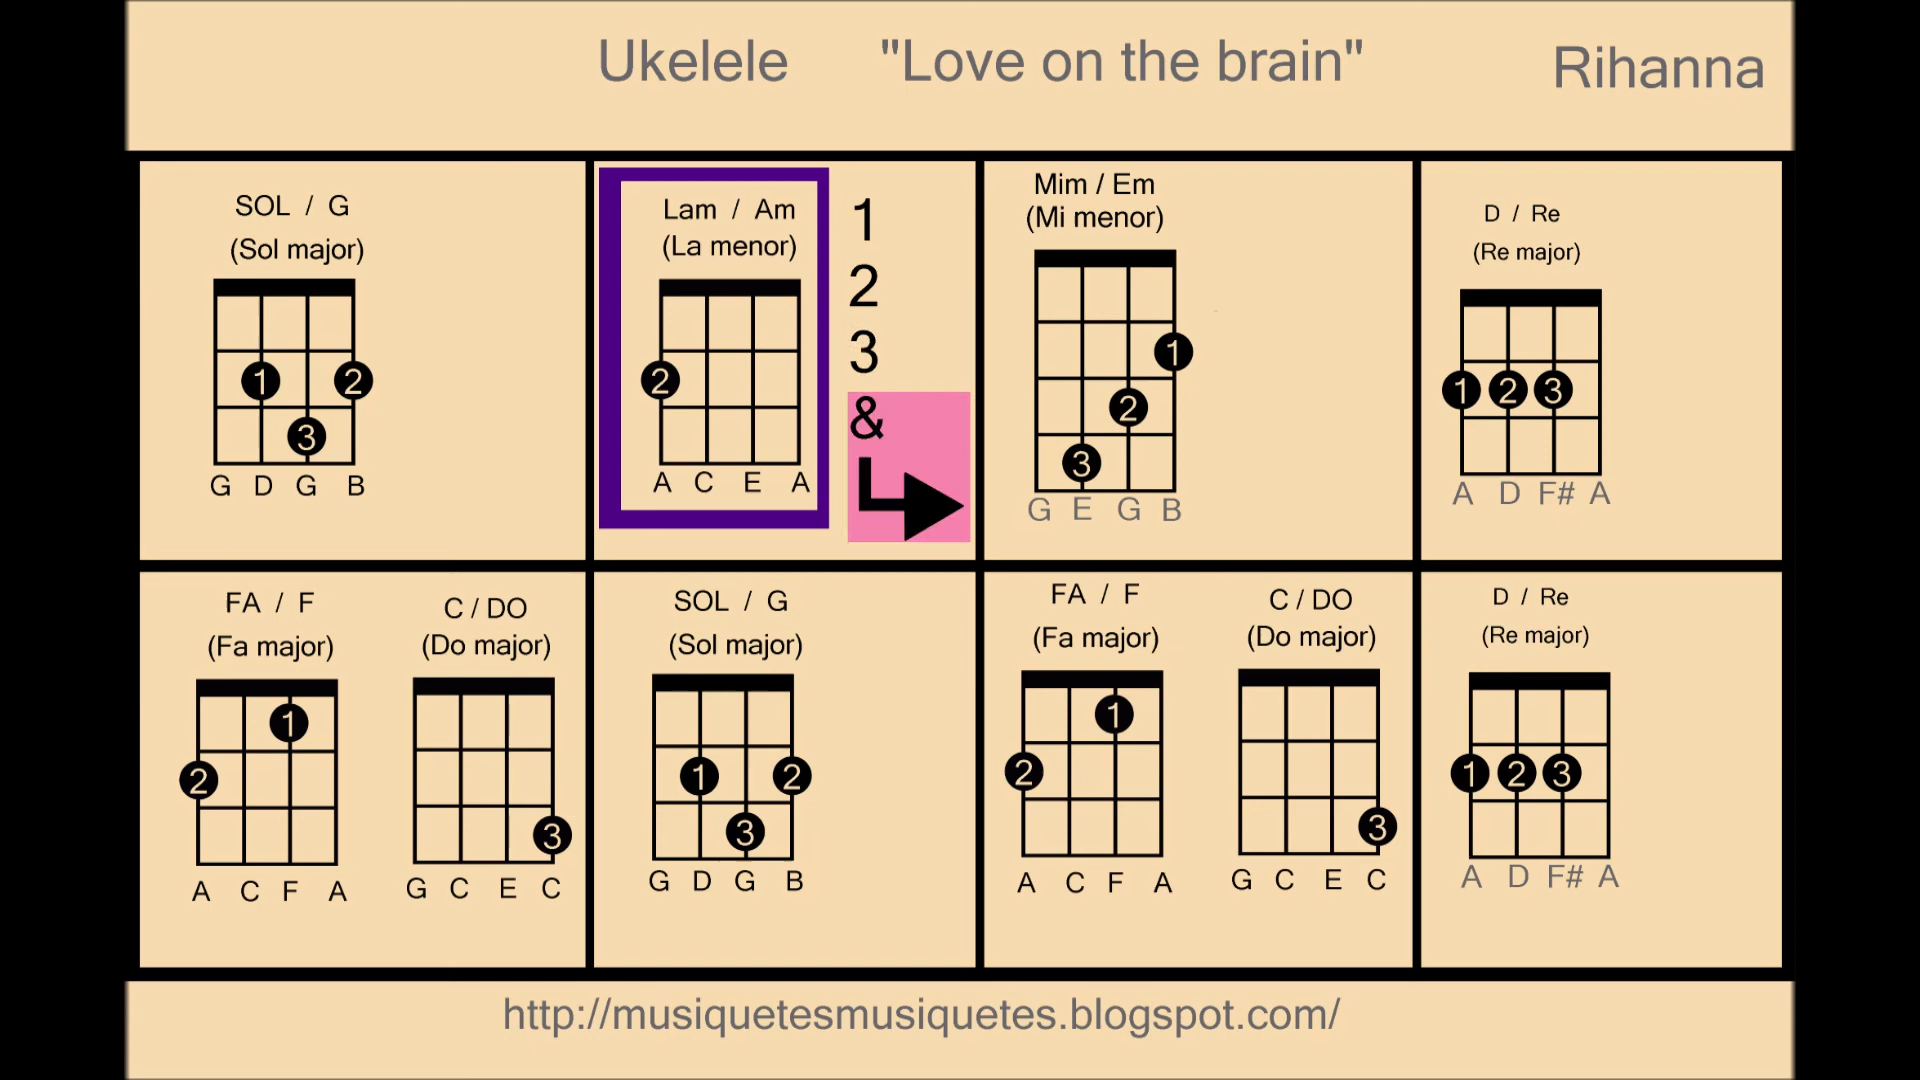 Ukelele "Love on the brain" Rihanna
SOL / G
(Sol major)
1 2
3
G D G B
Lam / Am
(La menor)
2
A C E A
1
2
3
&
Mim / Em
(Mi menor)
1
2
3
G E G B
D / Re
(Re major)
1 2 3
A D F# A
FA / F
(Fa major)
1
2
A C F A
C / DO
(Do major)
3
G C E C
SOL / G
(Sol major)
1 2
3
G D G B
FA / F
(Fa major)
1
2
A C F A
C / DO
(Do major)
3
G C E C
D / Re
(Re major)
1 2 3
A D F# A
http://musiquetesmusiquetes.blogspot.com/